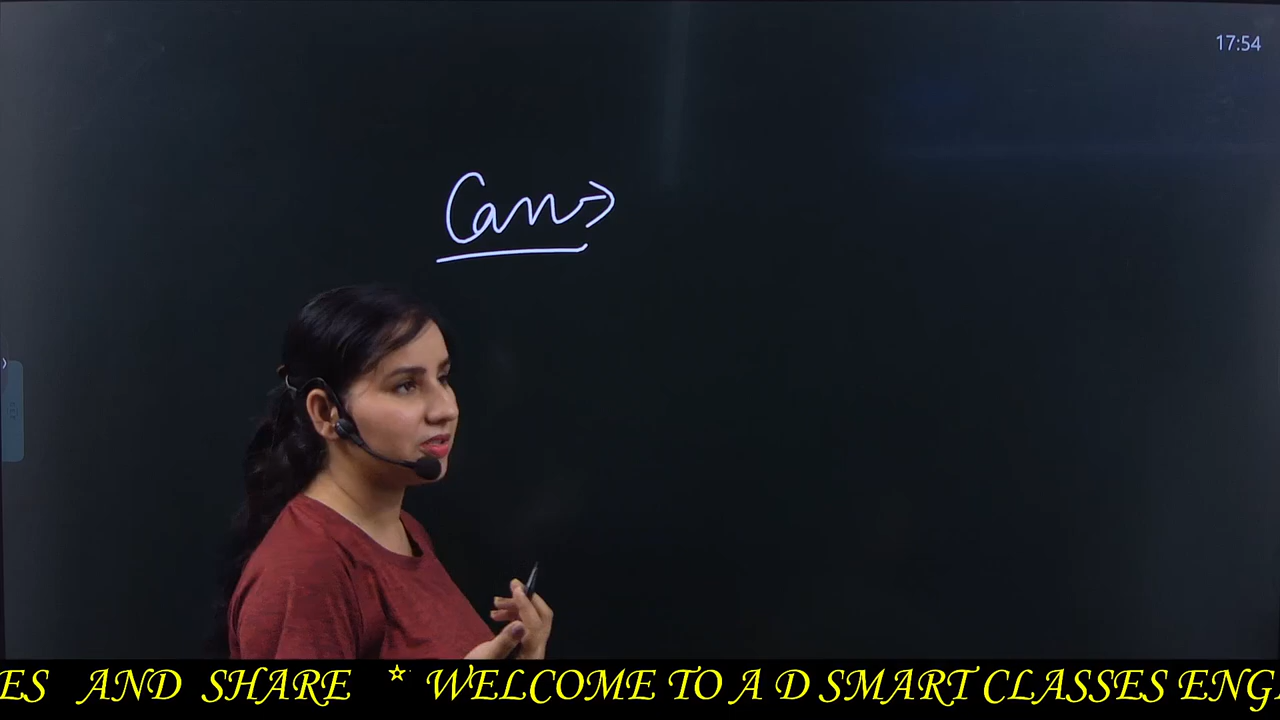 17:54
Can→
ES AND SHARE * WELCOME TO A D SMART CLASSES ENG